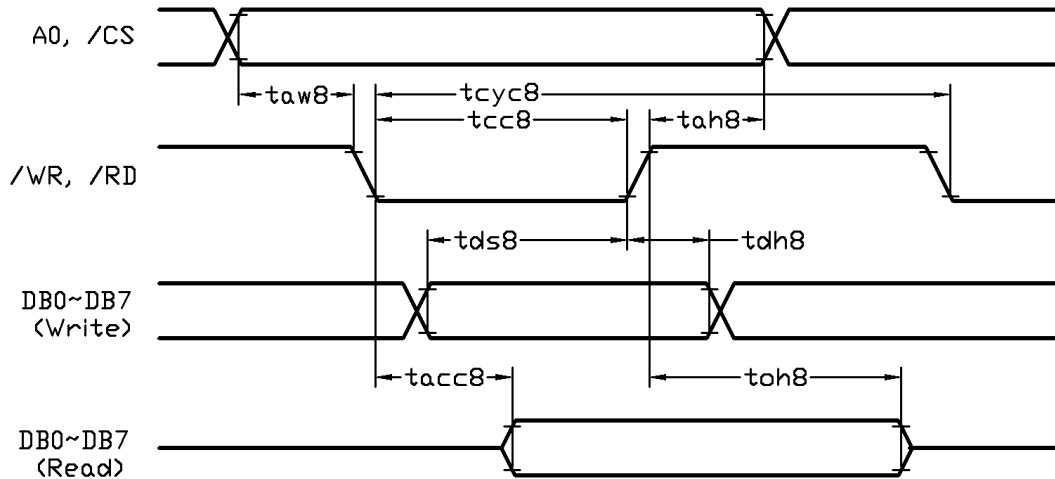 A0, /CS
taw8
tcyc8
tcc8
tah8
/WR, /RD
tds8
tdh8
DB0~DB7
(Write)
tacc8
toh8
DB0~DB7
(Read)